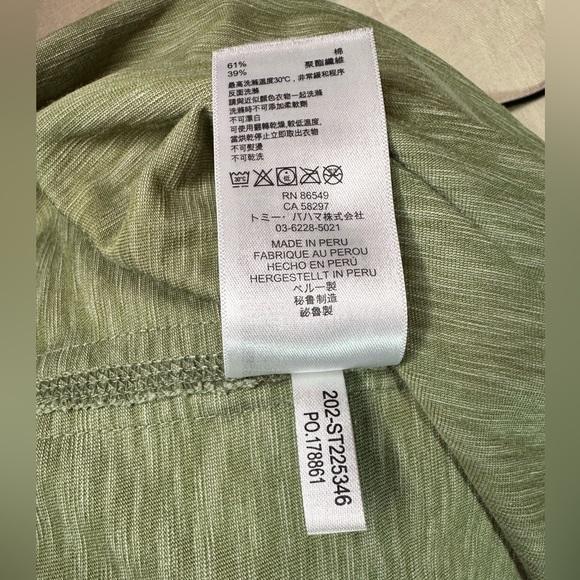 61% 棉
39% 聚酯纖維
最高洗滌溫度30℃，非常緩和程序
反面洗滌
請與近似顏色衣物一起洗滌
洗滌時不可添加柔軟劑
不可漂白
可使用翻轉乾燥,較低溫度,
當烘乾停止立即取出衣物
不可熨燙
不可乾洗
30°C
RN 86549
CA 58297
トミー・バハマ株式会社
03-6228-5021
MADE IN PERU
FABRIQUE AU PEROU
HECHO EN PERÚ
HERGESTELLT IN PERU
ペルー製
秘鲁制造
祕魯製
202-ST225346
PO.178861